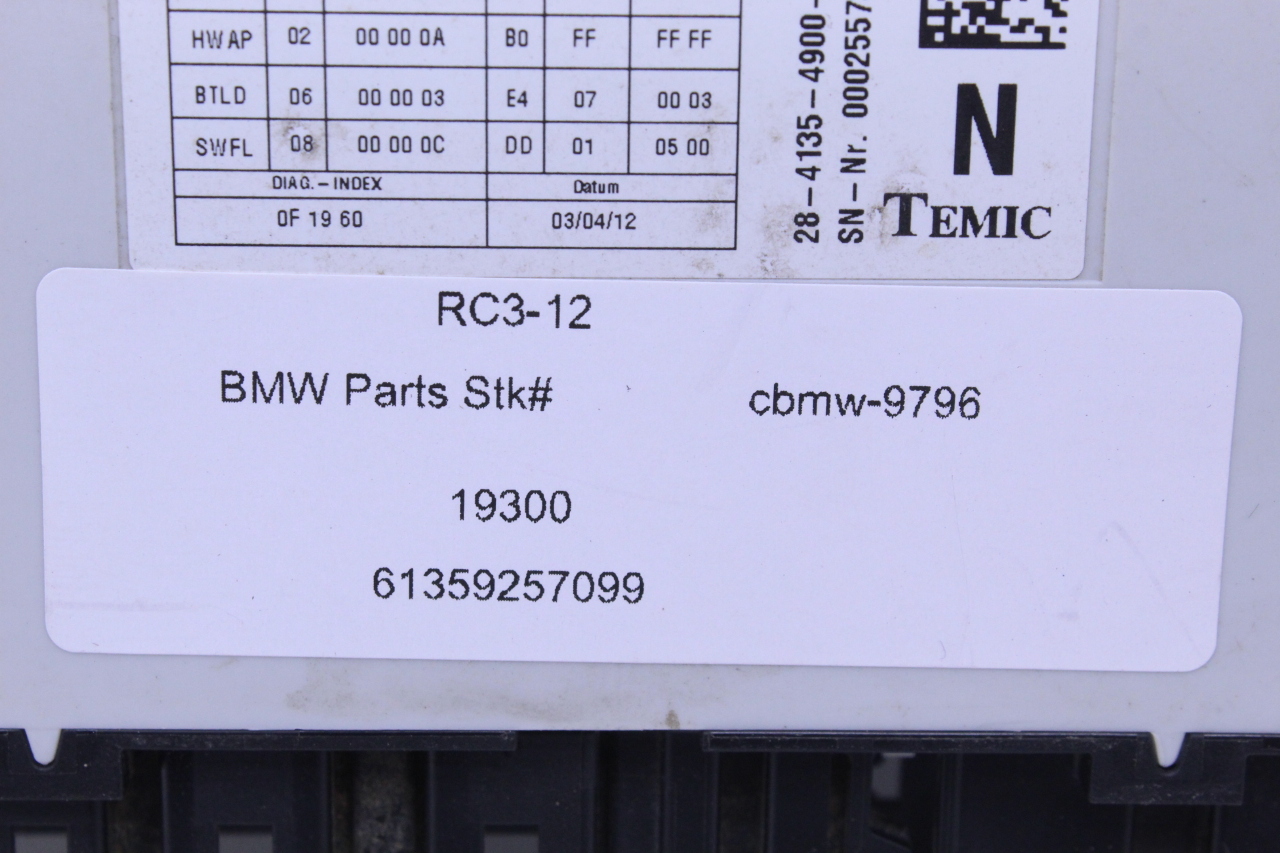 HWAP 02 00 00 0A B0 FF FF FF
BTLD 06 00 00 03 E4 07 00 03
SWFL 08 00 00 0C DD 01 05 00
DIAG.-INDEX Datum
0F 19 60 03/04/12
28-4135-4900-
SN-Nr. 0002557
N
TEMIC
RC3-12
BMW Parts Stk# cbmw-9796
19300
61359257099